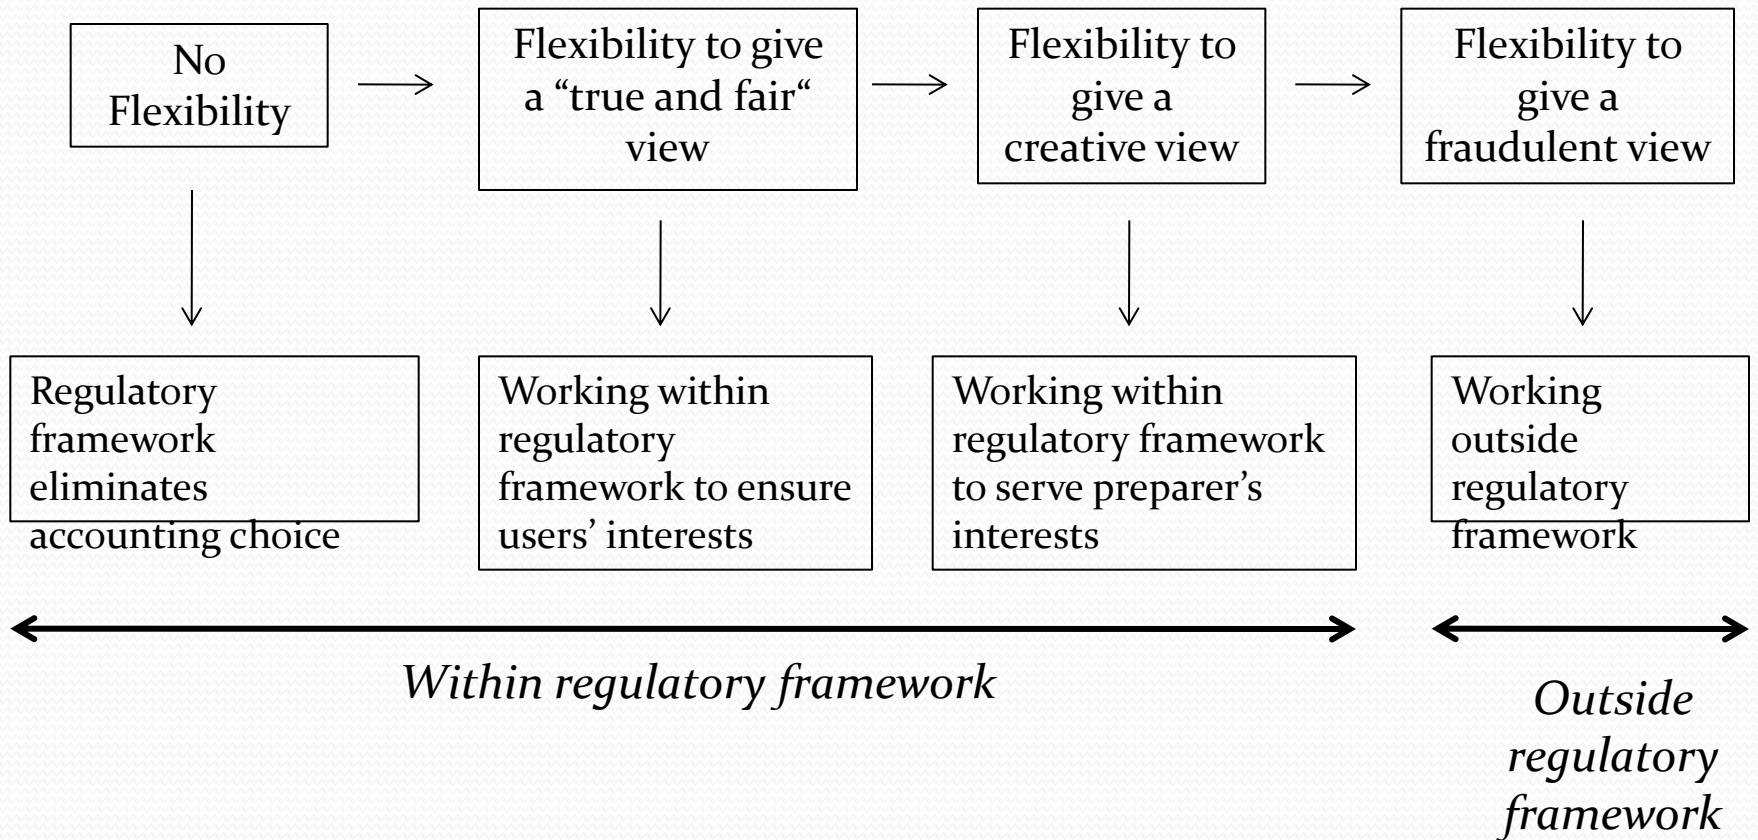 No
Flexibility
Flexibility to give
a “true and fair“
view
Flexibility to
give a
creative view
Flexibility to
give a
fraudulent view
Regulatory
framework
eliminates
accounting choice
Working within
regulatory
framework to ensure
users’ interests
Working within
regulatory framework
to serve preparer’s
interests
Working
outside
regulatory
framework
Within regulatory framework
Outside
regulatory
framework